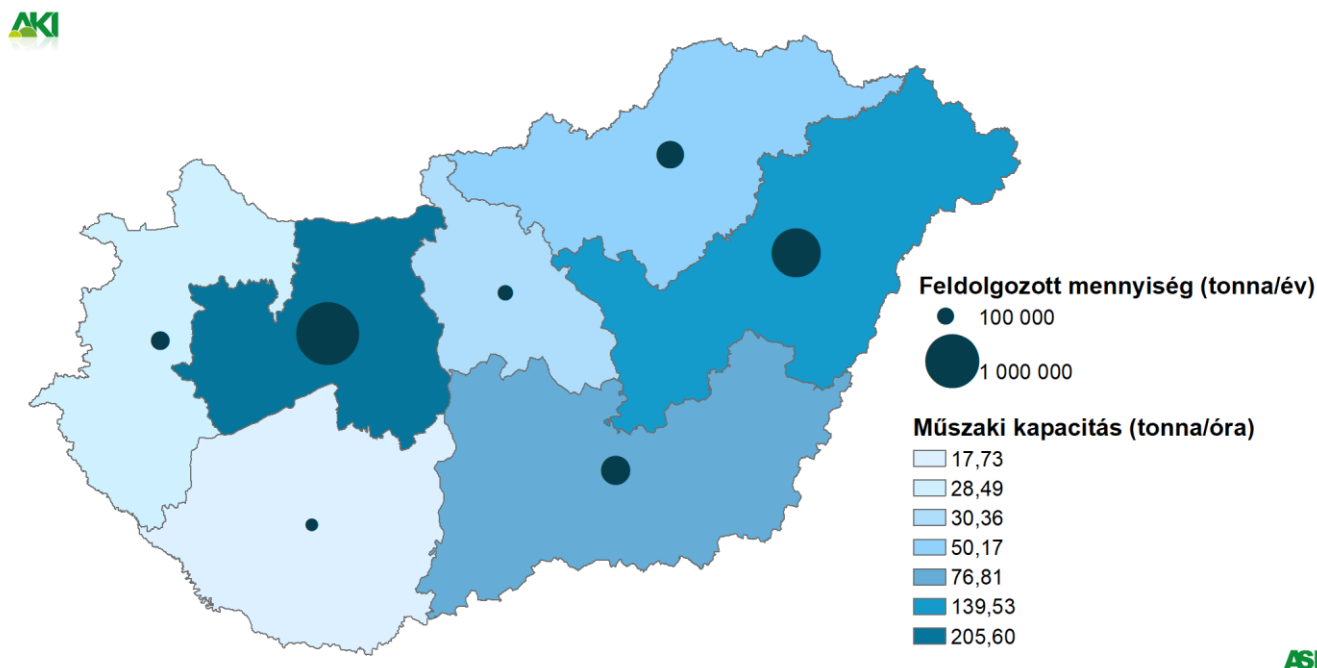 AKI
Feldolgozott mennyiség (tonna/év)
100 000
1 000 000
Műszaki kapacitás (tonna/óra)
17,73
28,49
30,36
50,17
76,81
139,53
205,60